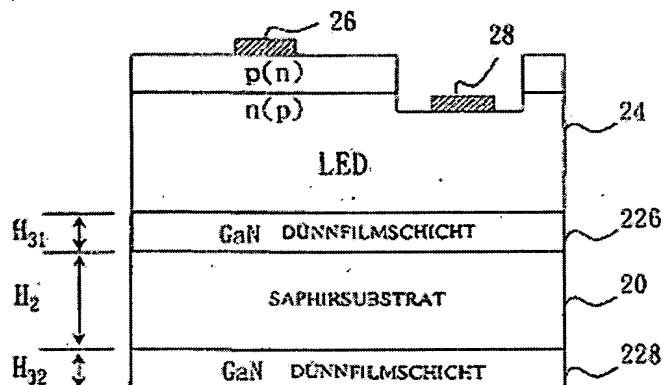 26
28
p(n)
n(p)
24
LED
H31
GaN DÜNNFILMSCHICHT
226
H2
SAPHIRSUBSTRAT
20
H32
GaN DÜNNFILMSCHICHT
228